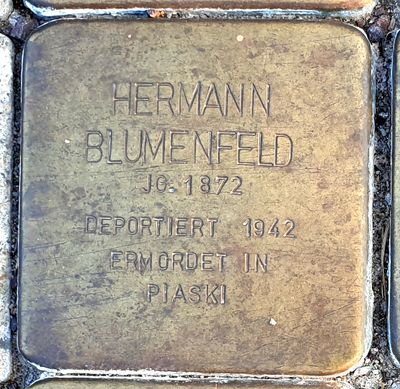 HERMANN
BLUMENFELD
JG. 1872
DEPORTIERT 1942
ERMORDET IN
PIASKI